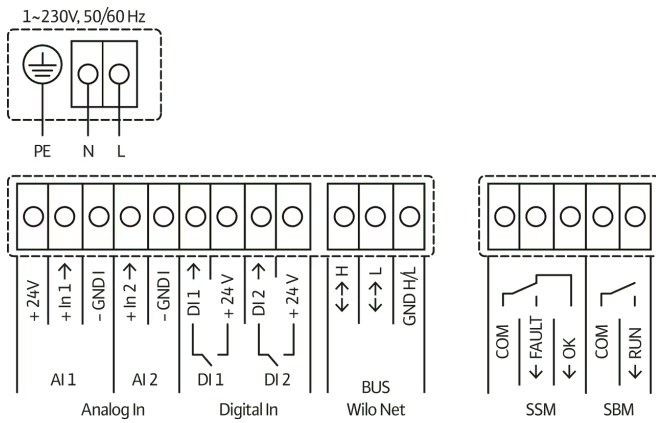 1~230V, 50/60 Hz
PE N L
+ 24V
+ In 1 →
- GND I
+ In 2 →
- GND I
DI 1 →
+ 24 V
DI 2 →
+ 24 V
←→ H
←→ L
GND H/L
COM
← FAULT
← OK
COM
← RUN
AI 1 AI 2 DI 1 DI 2 BUS
Analog In Digital In Wilo Net SSM SBM